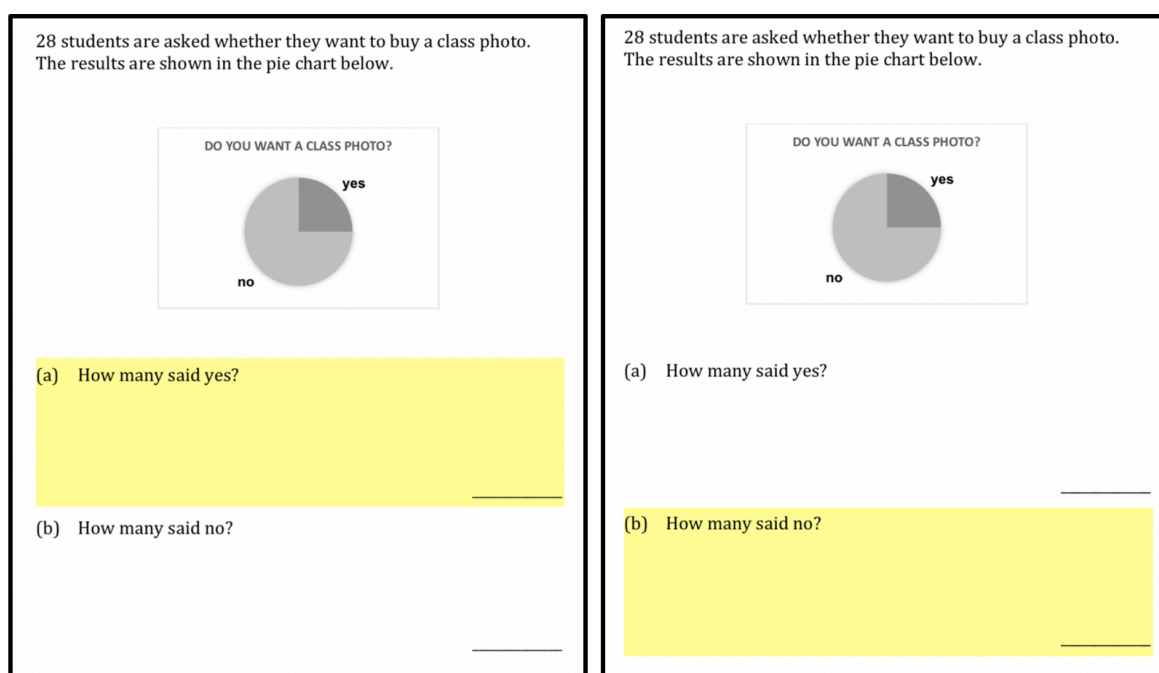 28 students are asked whether they want to buy a class photo.
The results are shown in the pie chart below.
DO YOU WANT A CLASS PHOTO?
yes
no
(a) How many said yes?
(b) How many said no?
28 students are asked whether they want to buy a class photo.
The results are shown in the pie chart below.
DO YOU WANT A CLASS PHOTO?
yes
no
(a) How many said yes?
(b) How many said no?